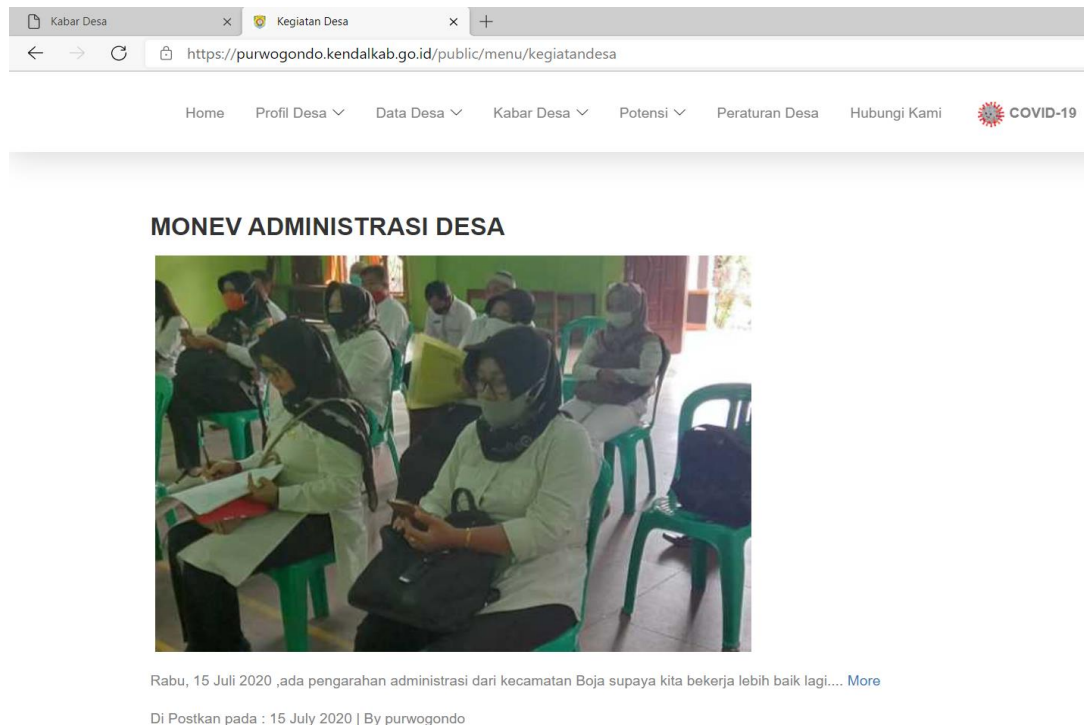 Kabar Desa Kegiatan Desa
https://purwogondo.kendalkab.go.id/public/menu/kegiatandesa
Home Profil Desa Data Desa Kabar Desa Potensi Peraturan Desa Hubungi Kami COVID-19
MONEV ADMINISTRASI DESA
Rabu, 15 Juli 2020 ,ada pengarahan administrasi dari kecamatan Boja supaya kita bekerja lebih baik lagi.... More
Di Postkan pada : 15 July 2020 | By purwogondo